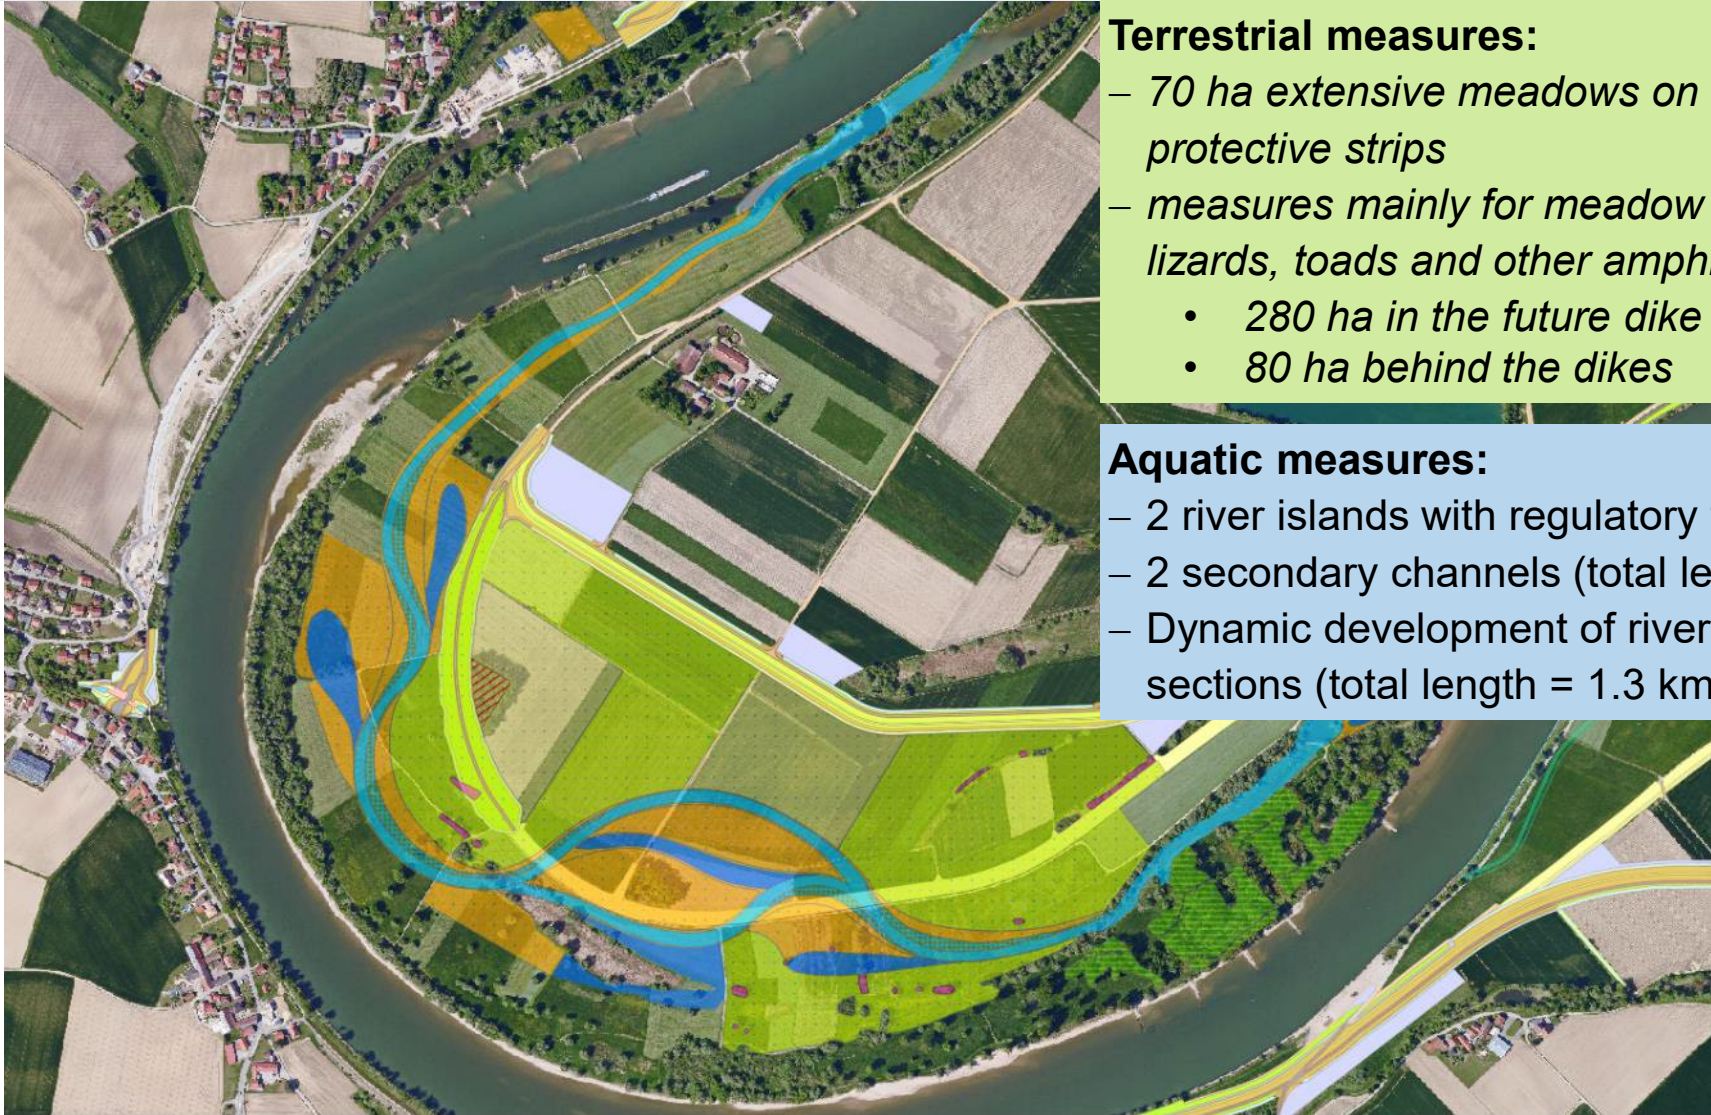 Terrestrial measures:
– 70 ha extensive meadows on
protective strips
– measures mainly for meadow
lizards, toads and other amph
• 280 ha in the future dike
• 80 ha behind the dikes
Aquatic measures:
– 2 river islands with regulatory
– 2 secondary channels (total le
– Dynamic development of river
sections (total length = 1.3 km